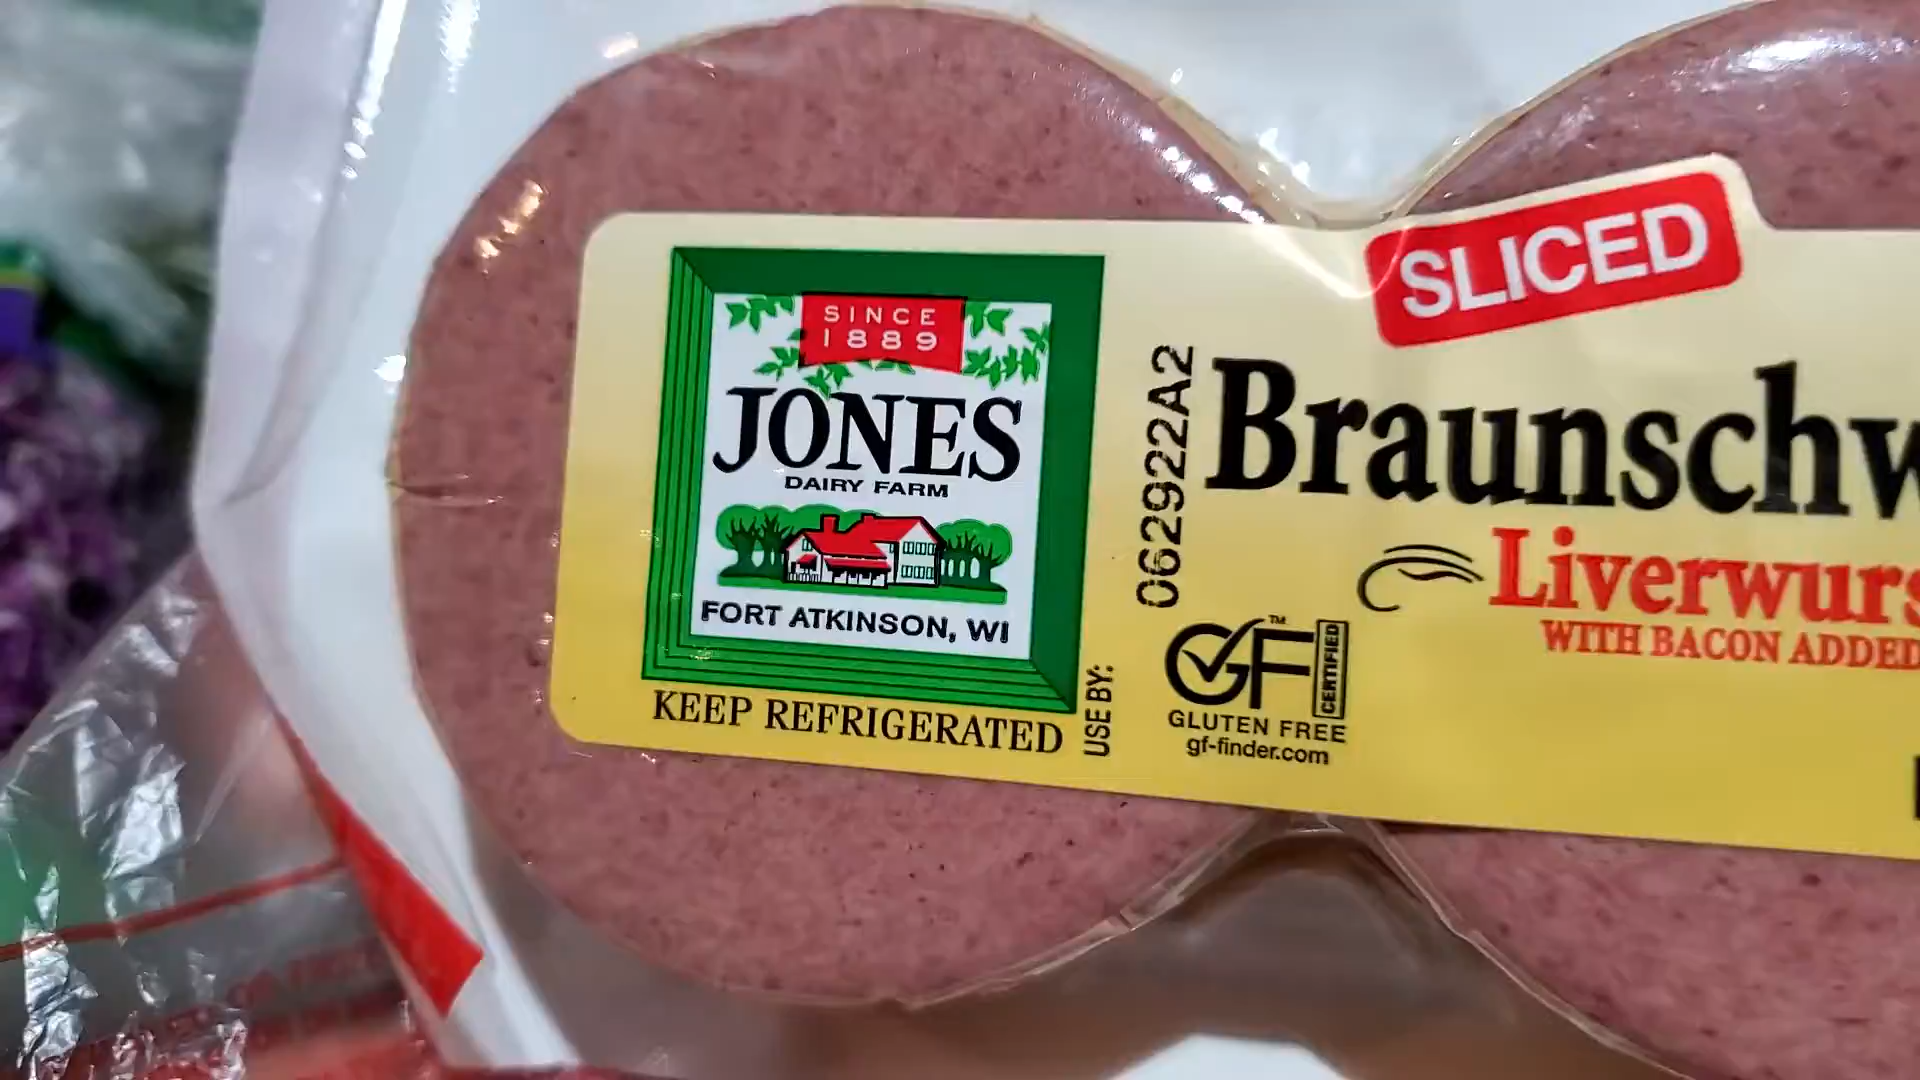 SLICED
SINCE
1889
JONES
DAIRY FARM
FORT ATKINSON, WI
KEEP REFRIGERATED
USE BY:
062922A2
Braunschw
Liverwurs
WITH BACON ADDED
GF™ CERTIFIED
GLUTEN FREE
gf-finder.com